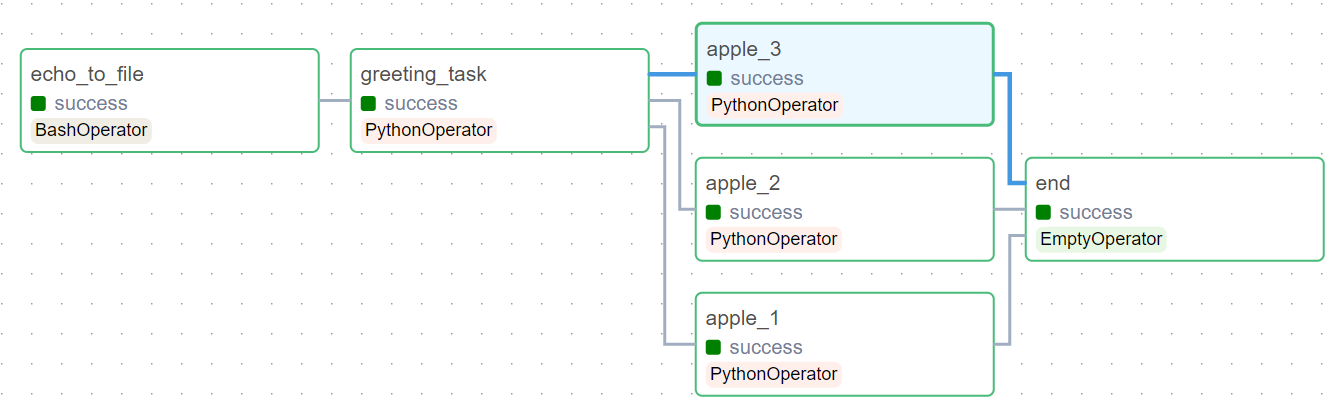 echo_to_file
success
BashOperator
greeting_task
success
PythonOperator
apple_3
success
PythonOperator
apple_2
success
PythonOperator
apple_1
success
PythonOperator
end
success
EmptyOperator